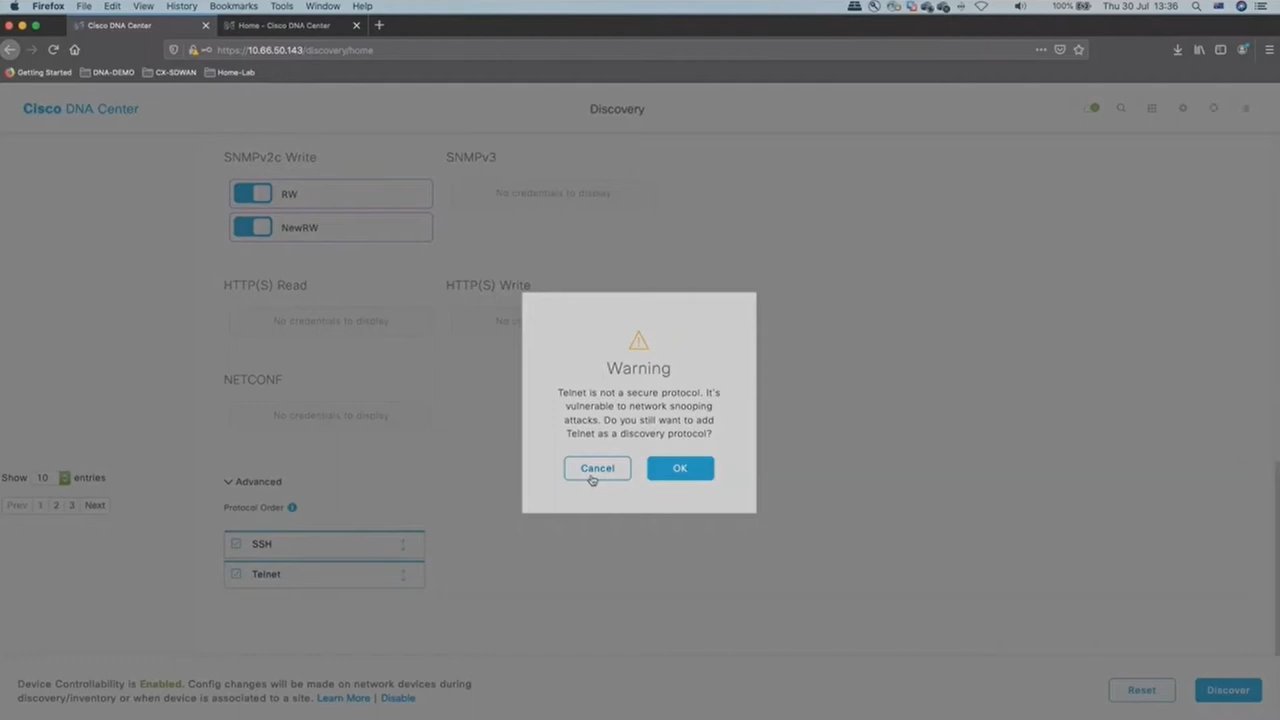 Firefox File Edit View History Bookmarks Tools Window Help 100% Thu 30 Jul 13:36
Cisco DNA Center Home - Cisco DNA Center
https://10.66.50.143/discovery/home
Getting Started DNA-DEMO CX-SDWAN Home-Lab
Cisco DNA Center Discovery
SNMPv2c Write SNMPv3
RW No credentials to display
NewRW
HTTP(S) Read HTTP(S) Write
No credentials to display
Warning
NETCONF
Telnet is not a secure protocol. It's
vulnerable to network snooping
attacks. Do you still want to add
Telnet as a discovery protocol?
No credentials to display
Cancel OK
Show 10 entries
Prev 1 2 3 Next
Advanced
Protocol Order
SSH
Telnet
Device Controllability is Enabled. Config changes will be made on network devices during
discovery/inventory or when device is associated to a site. Learn More | Disable
Reset Discover